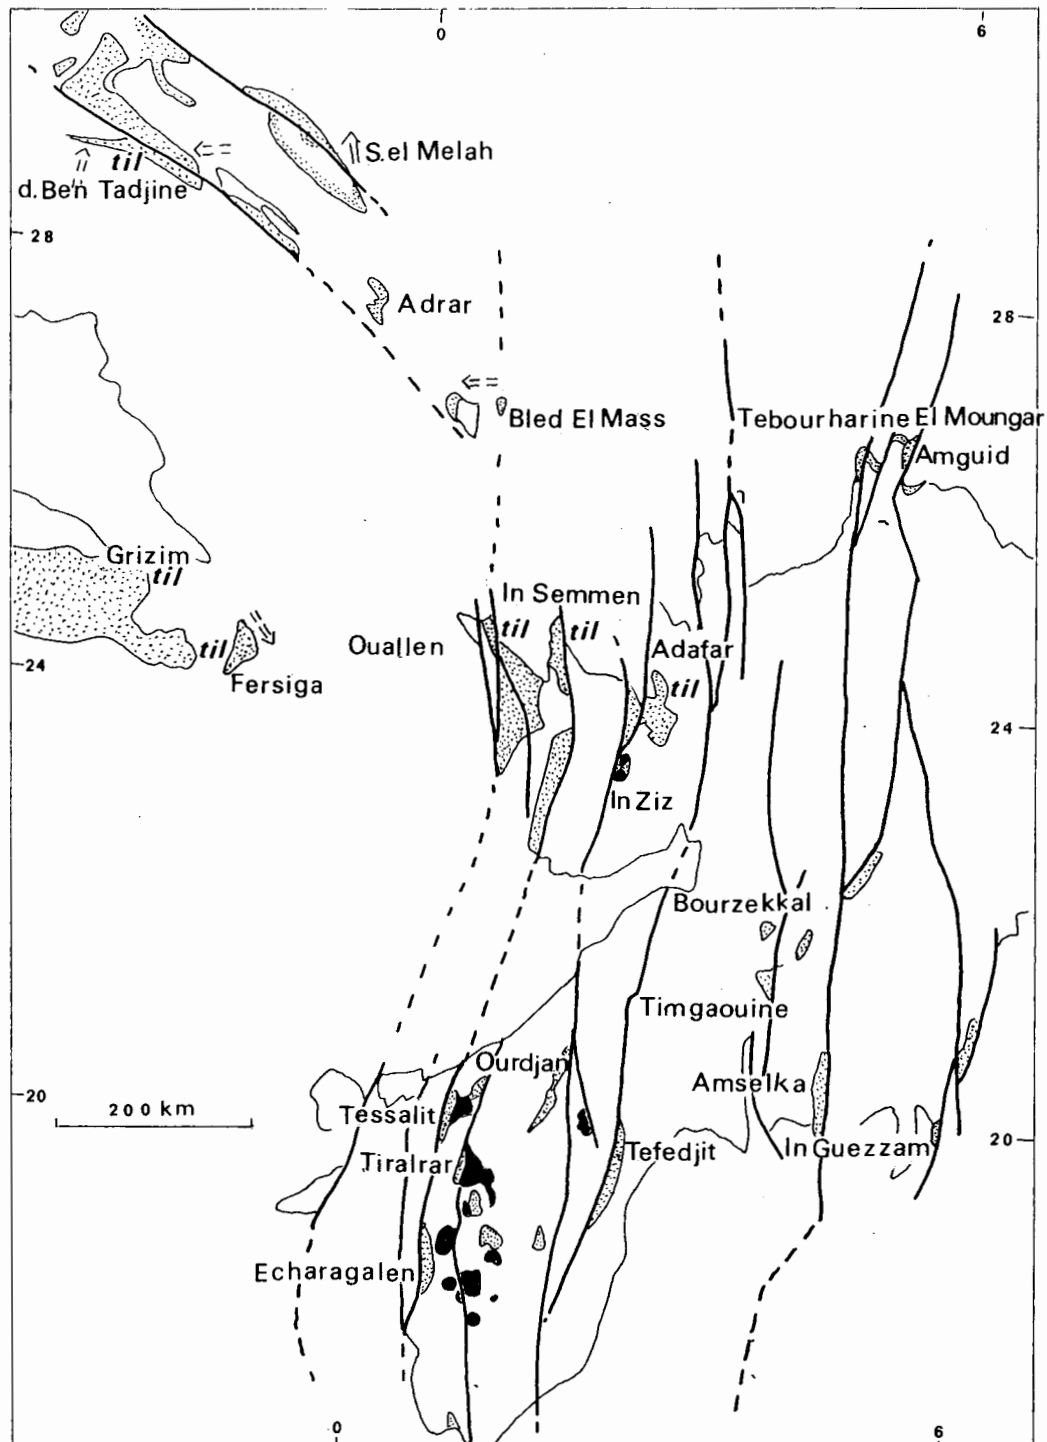 0
6
S.el Melah
til
d.Ben Tadjine
28
Adrar
28
Bled El Mass
Tebourharine El Moungar
Amguid
Grizim
til
In Semmen
til
til
Ouallen
til
Adafar
24
Fersiga
til
24
In Ziz
Bourzekkal
Timgaouine
Ourdjan
Amselka
20
200 km
Tessalit
20
Tiralrar
Tefedjit
In Guezzam
Echaragalen
0
6